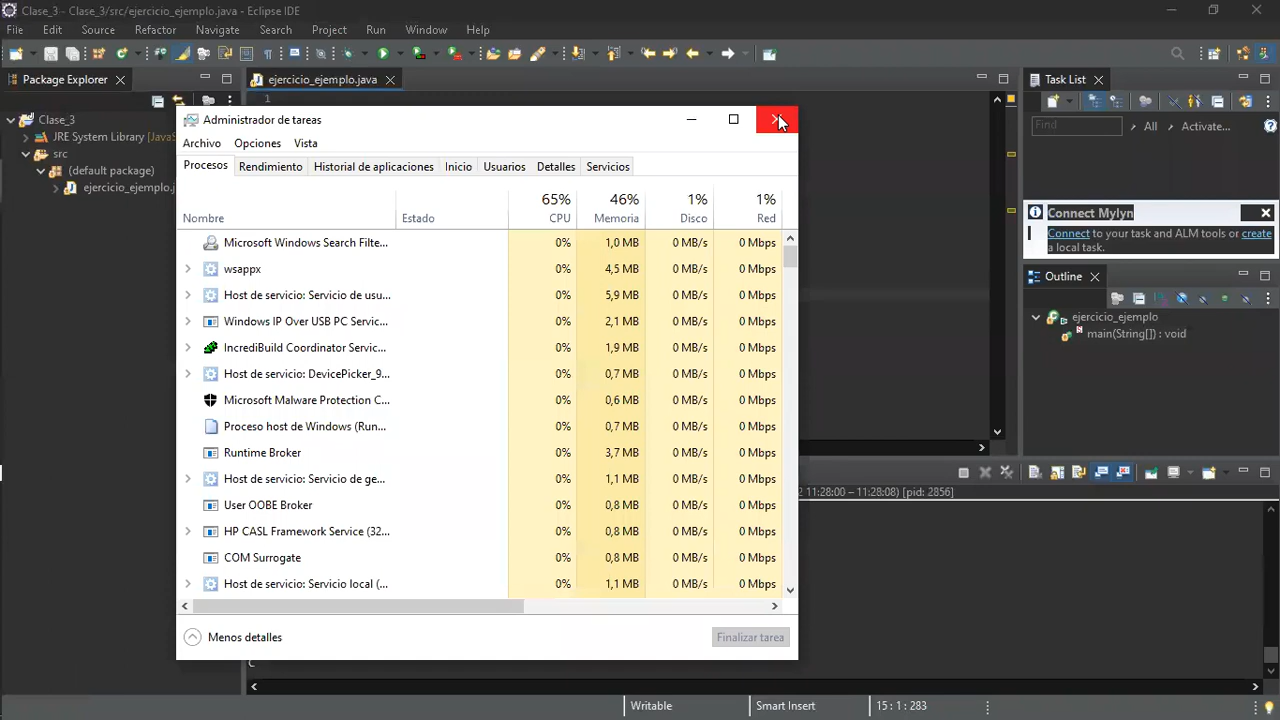 Clase_3 - Clase_3/src/ejercicio_ejemplo.java - Eclipse IDE
File Edit Source Refactor Navigate Search Project Run Window Help
Package Explorer
ejercicio_ejemplo.java
Task List
1
Clase_3
JRE System Library [JavaS
src
(default package)
ejercicio_ejemplo.j
Find
All
Activate...
Connect Mylyn
Connect to your task and ALM tools or create
a local task.
Outline
ejercicio_ejemplo
main(String[]) : void
Administrador de tareas
Archivo Opciones Vista
Procesos Rendimiento Historial de aplicaciones Inicio Usuarios Detalles Servicios
65% 46% 1% 1%
Nombre Estado CPU Memoria Disco Red
Microsoft Windows Search Filte... 0% 1,0 MB 0 MB/s 0 Mbps
wsappx 0% 4,5 MB 0 MB/s 0 Mbps
Host de servicio: Servicio de usu... 0% 5,9 MB 0 MB/s 0 Mbps
Windows IP Over USB PC Servic... 0% 2,1 MB 0 MB/s 0 Mbps
IncrediBuild Coordinator Servic... 0% 1,9 MB 0 MB/s 0 Mbps
Host de servicio: DevicePicker_9... 0% 0,7 MB 0 MB/s 0 Mbps
Microsoft Malware Protection C... 0% 0,6 MB 0 MB/s 0 Mbps
Proceso host de Windows (Run... 0% 0,7 MB 0 MB/s 0 Mbps
Runtime Broker 0% 3,7 MB 0 MB/s 0 Mbps
Host de servicio: Servicio de ge... 0% 1,1 MB 0 MB/s 0 Mbps
User OOBE Broker 0% 0,8 MB 0 MB/s 0 Mbps
HP CASL Framework Service (32... 0% 0,8 MB 0 MB/s 0 Mbps
COM Surrogate 0% 0,8 MB 0 MB/s 0 Mbps
Host de servicio: Servicio local (... 0% 1,1 MB 0 MB/s 0 Mbps
Menos detalles
Finalizar tarea
2 11:28:00 – 11:28:08) [pid: 2856]
Writable
Smart Insert
15 : 1 : 283